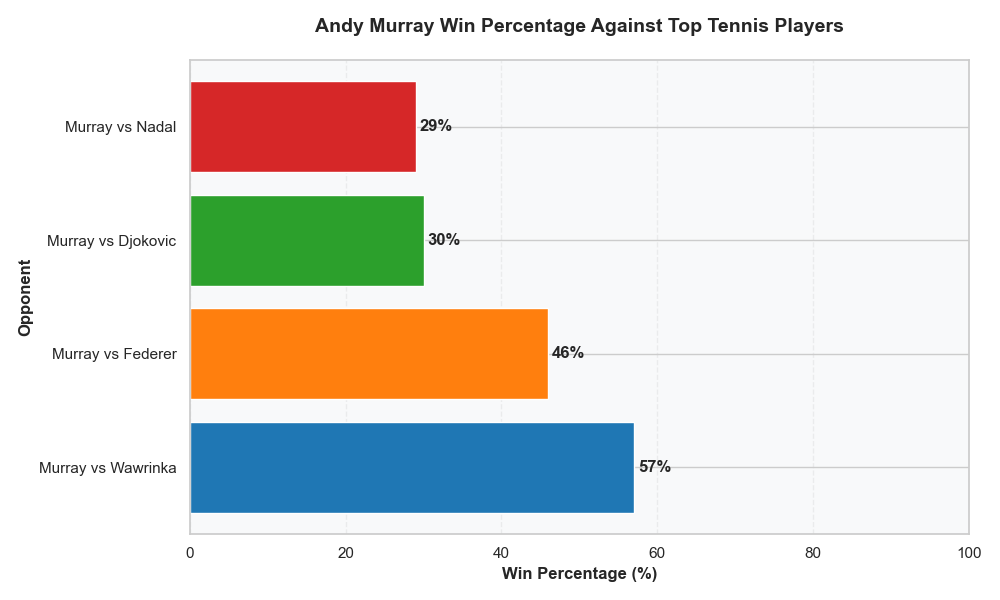 Andy Murray Win Percentage Against Top Tennis Players
Opponent
Murray vs Nadal
29%
Murray vs Djokovic
30%
Murray vs Federer
46%
Murray vs Wawrinka
57%
0 20 40 60 80 100
Win Percentage (%)